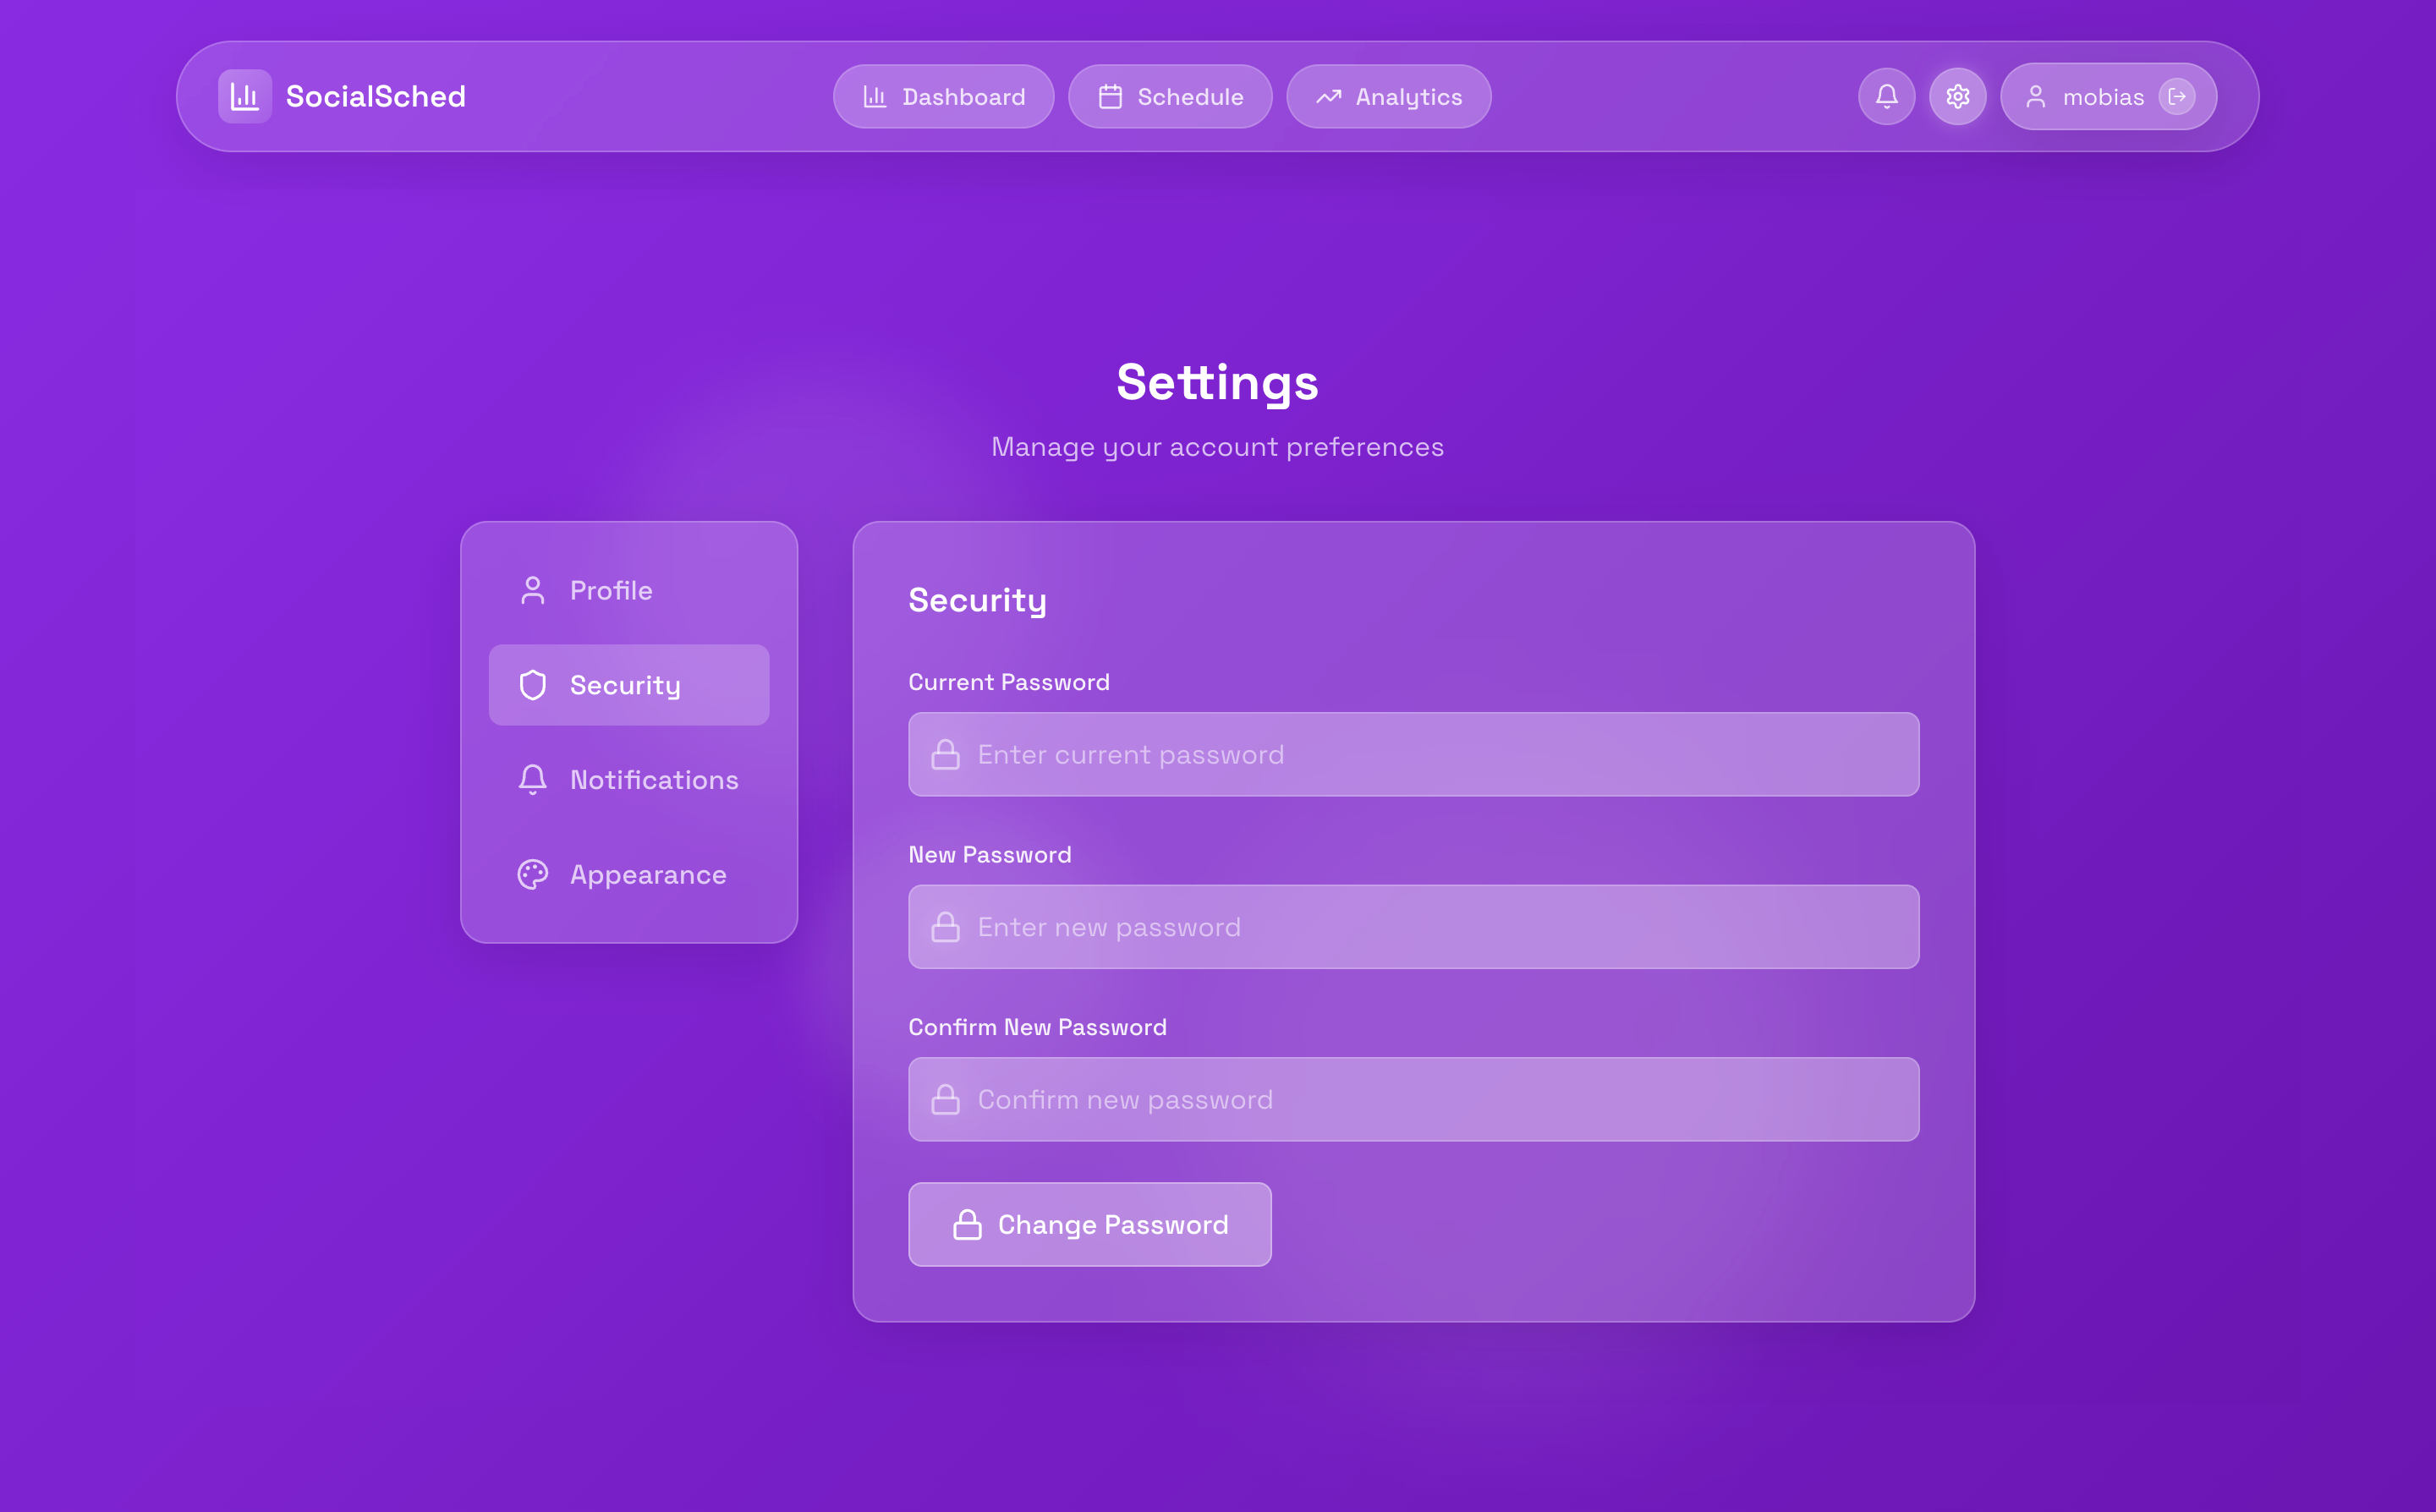 SocialSched
Dashboard
Schedule
Analytics
mobias
Settings
Manage your account preferences
Profile
Security
Notifications
Appearance
Security
Current Password
Enter current password
New Password
Enter new password
Confirm New Password
Confirm new password
Change Password